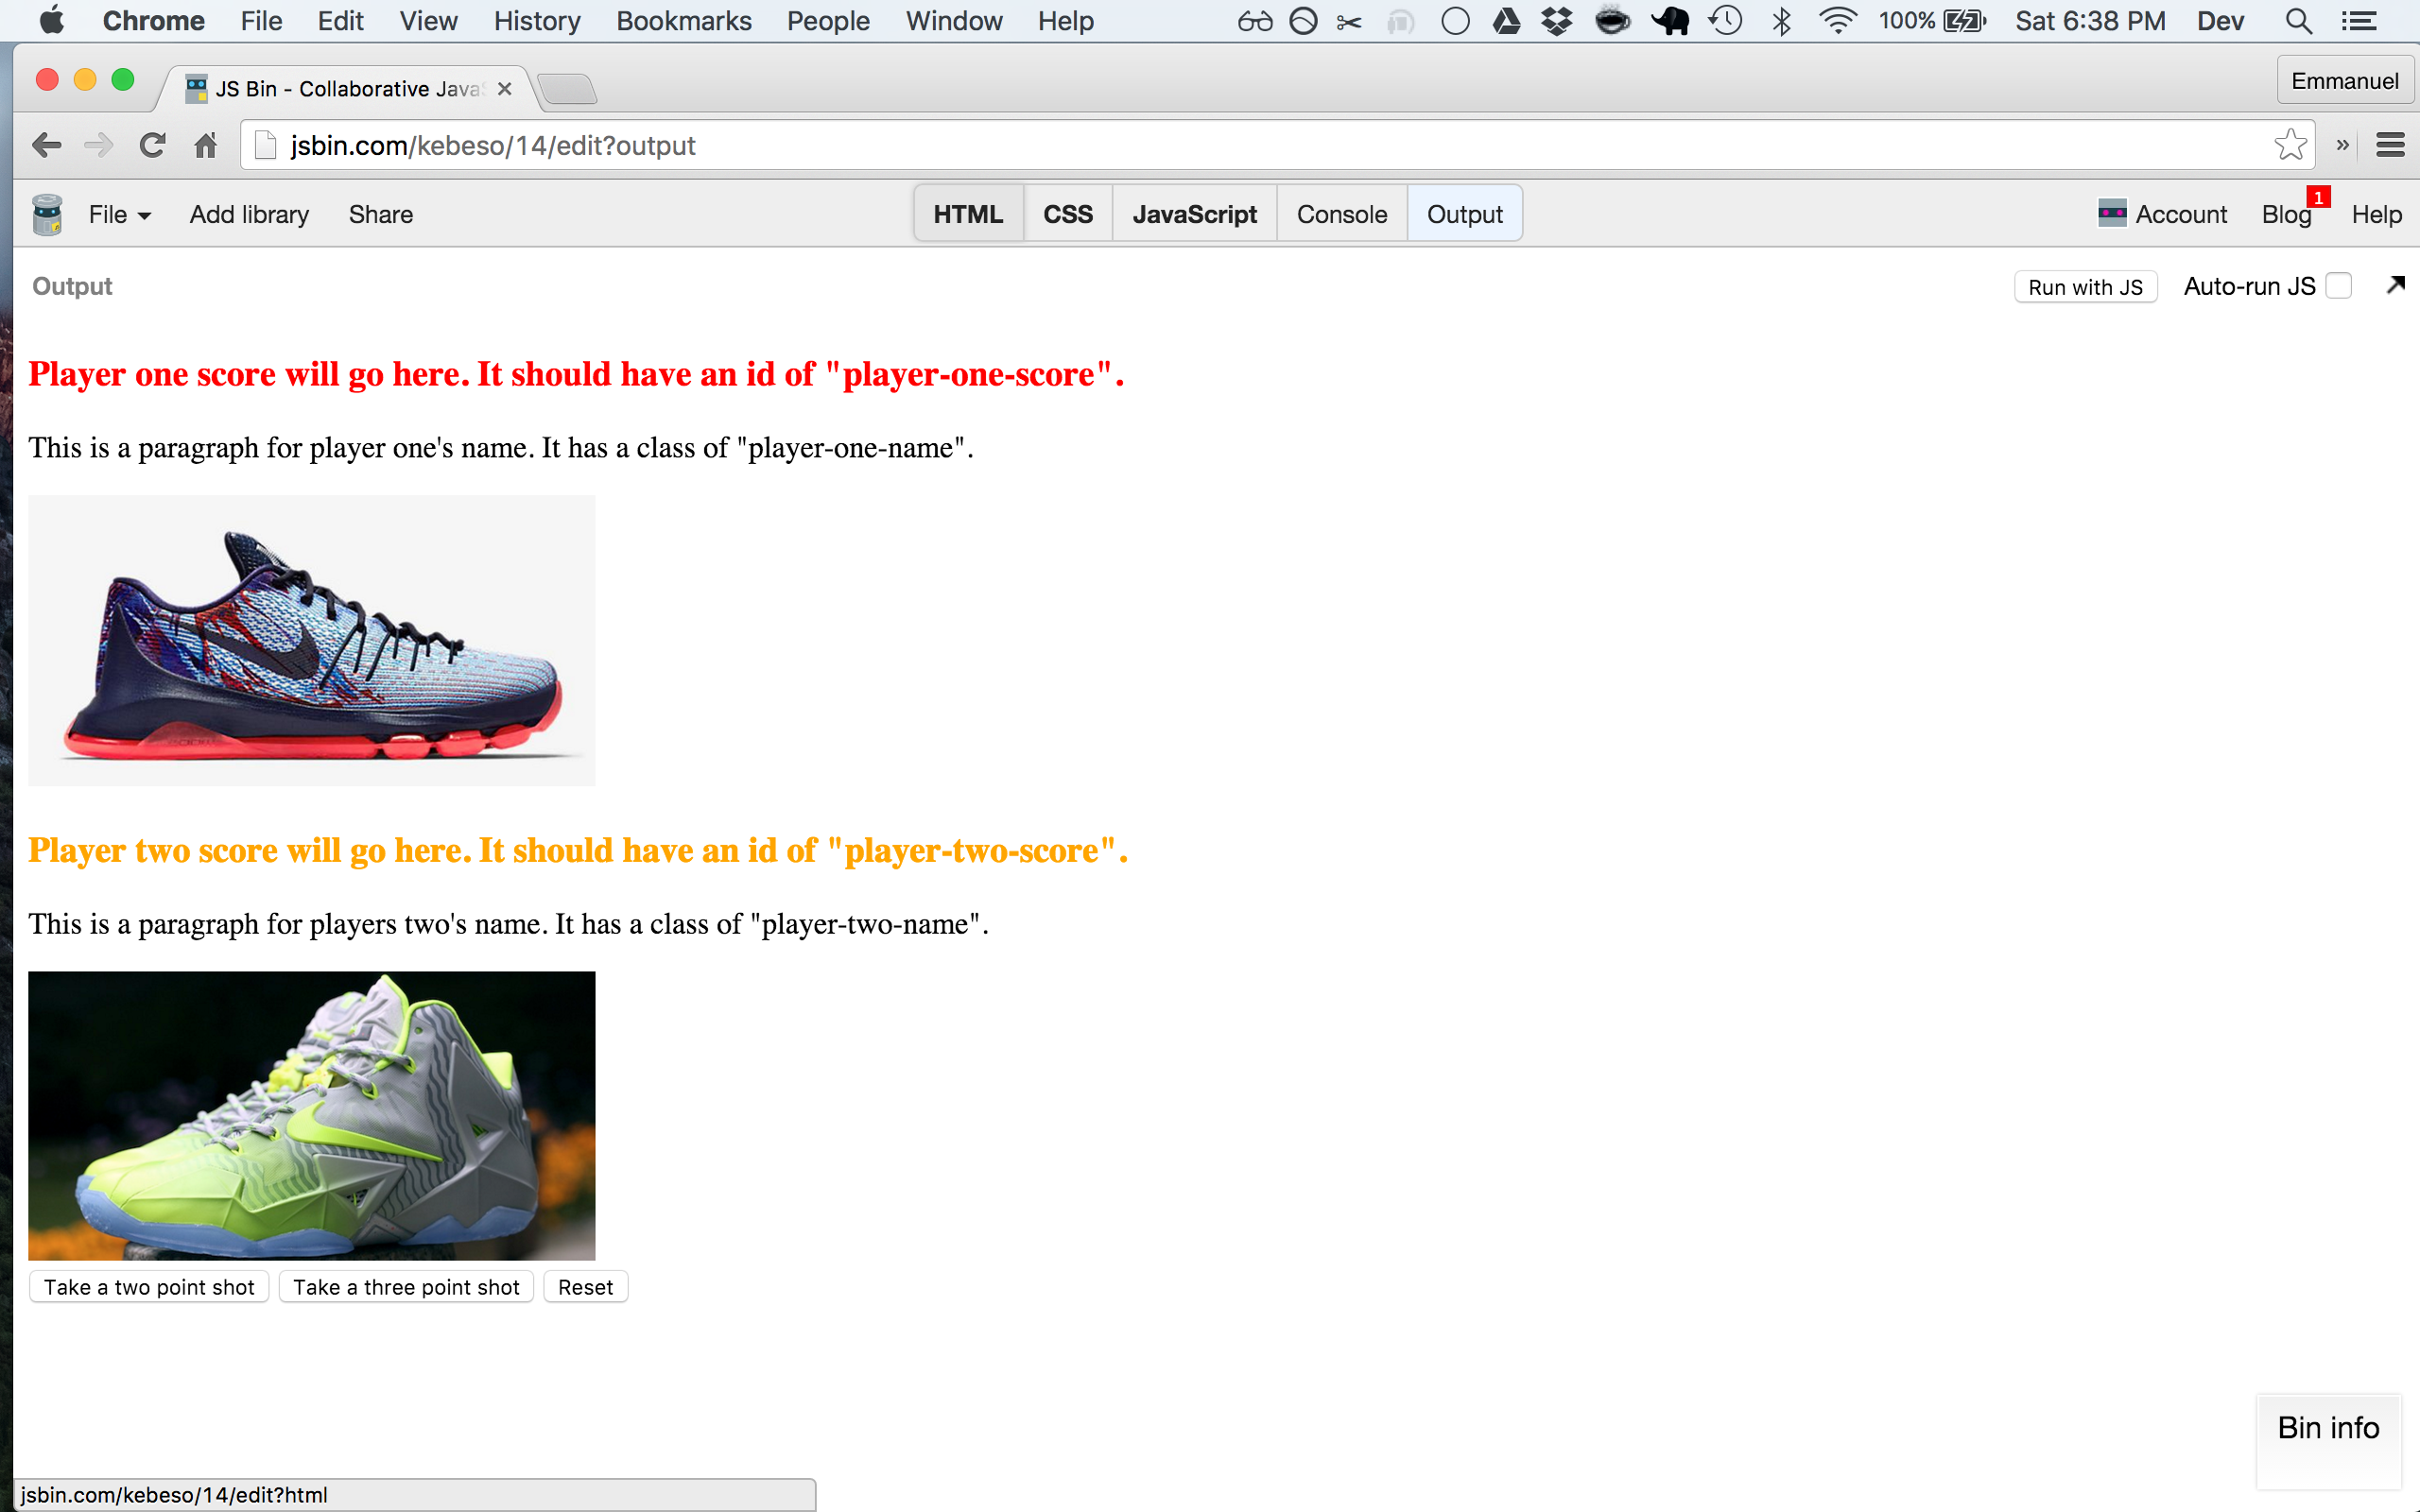 Chrome File Edit View History Bookmarks People Window Help 100% Sat 6:38 PM Dev
JS Bin - Collaborative Java Emmanuel
jsbin.com/kebeso/14/edit?output »
File Add library Share HTML CSS JavaScript Console Output Account Blog 1 Help
Output Run with JS Auto-run JS
Player one score will go here. It should have an id of "player-one-score".
This is a paragraph for player one's name. It has a class of "player-one-name".
Player two score will go here. It should have an id of "player-two-score".
This is a paragraph for players two's name. It has a class of "player-two-name".
Take a two point shot Take a three point shot Reset
Bin info
jsbin.com/kebeso/14/edit?html